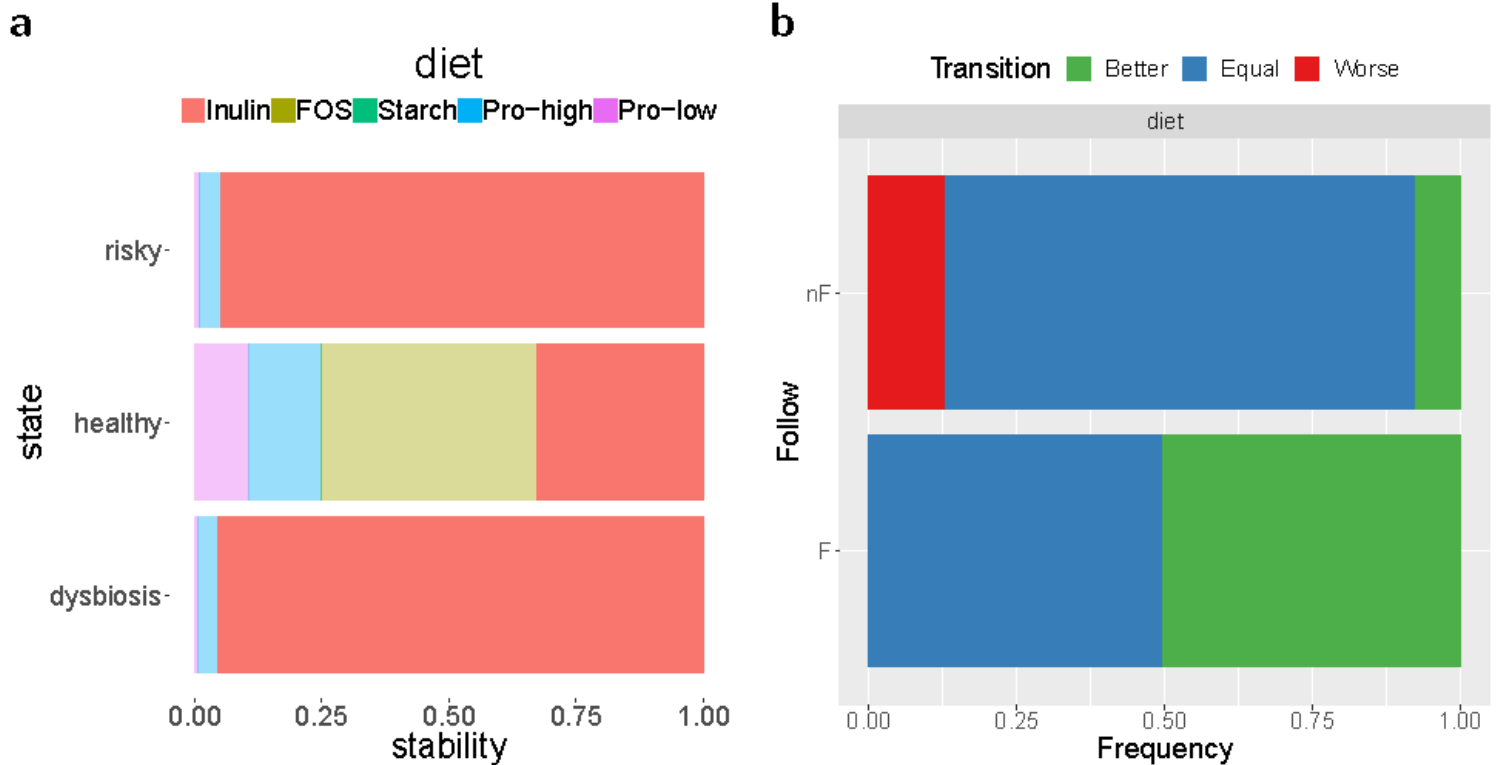 a
diet
Inulin FOS Starch Pro-high Pro-low
risky
healthy
dysbiosis
state
0.00 0.25 0.50 0.75 1.00
stability
b
Transition Better Equal Worse
diet
nF
F
Follow
0.00 0.25 0.50 0.75 1.00
Frequency